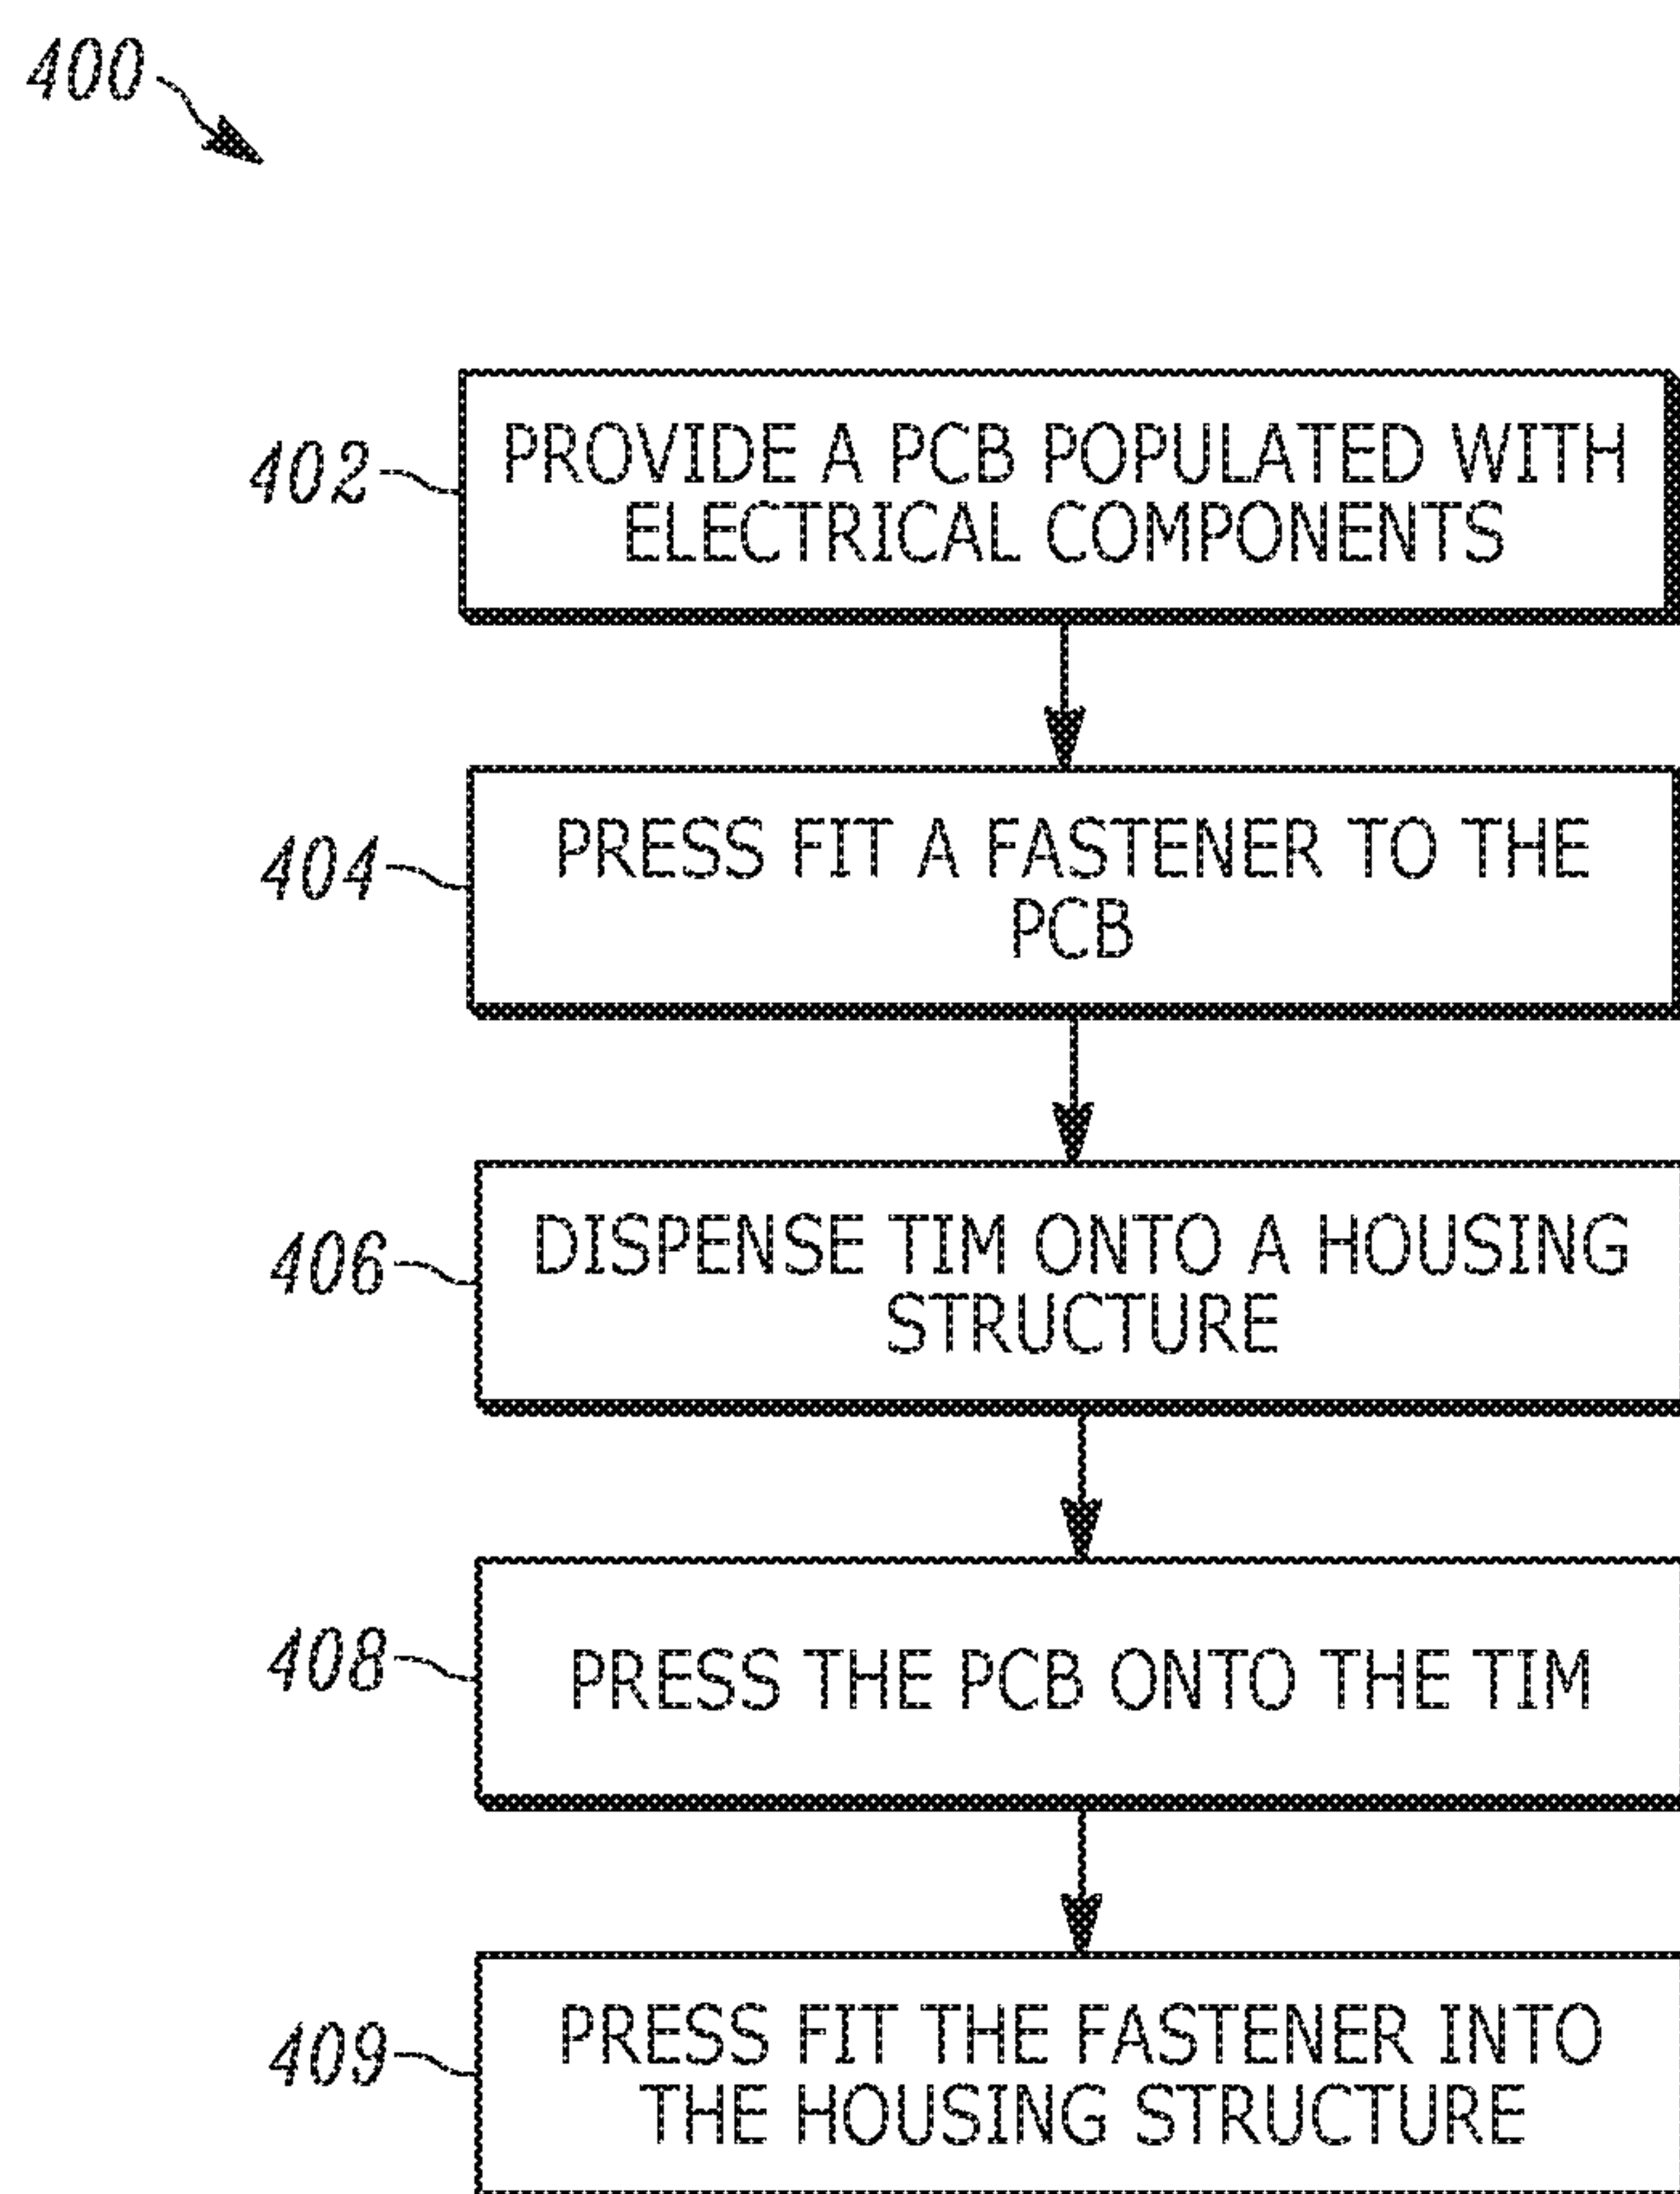 400
402
PROVIDE A PCB POPULATED WITH
ELECTRICAL COMPONENTS
404
PRESS FIT A FASTENER TO THE
PCB
406
DISPENSE TIM ONTO A HOUSING
STRUCTURE
408
PRESS THE PCB ONTO THE TIM
409
PRESS FIT THE FASTENER INTO
THE HOUSING STRUCTURE